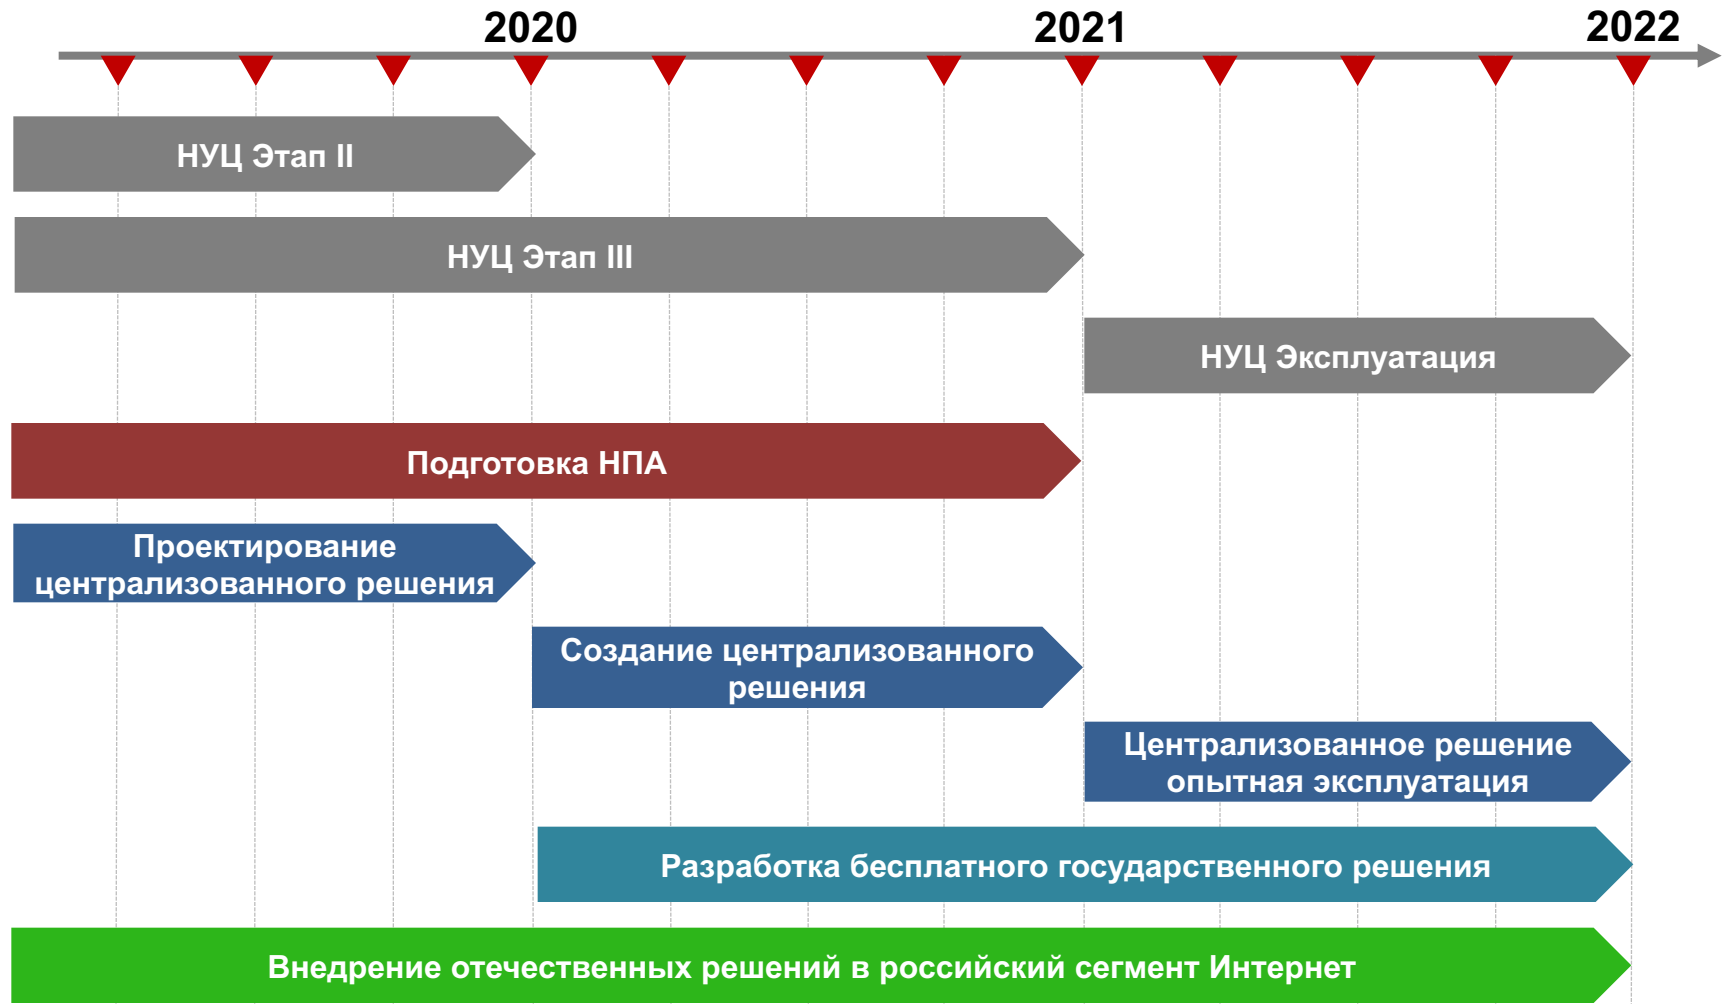 2020
2021
2022
НУЦ Этап II
НУЦ Этап III
НУЦ Эксплуатация
Подготовка НПА
Проектирование
централизованного решения
Создание централизованного
решения
Централизованное решение
опытная эксплуатация
Разработка бесплатного государственного решения
Внедрение отечественных решений в российский сегмент Интернет